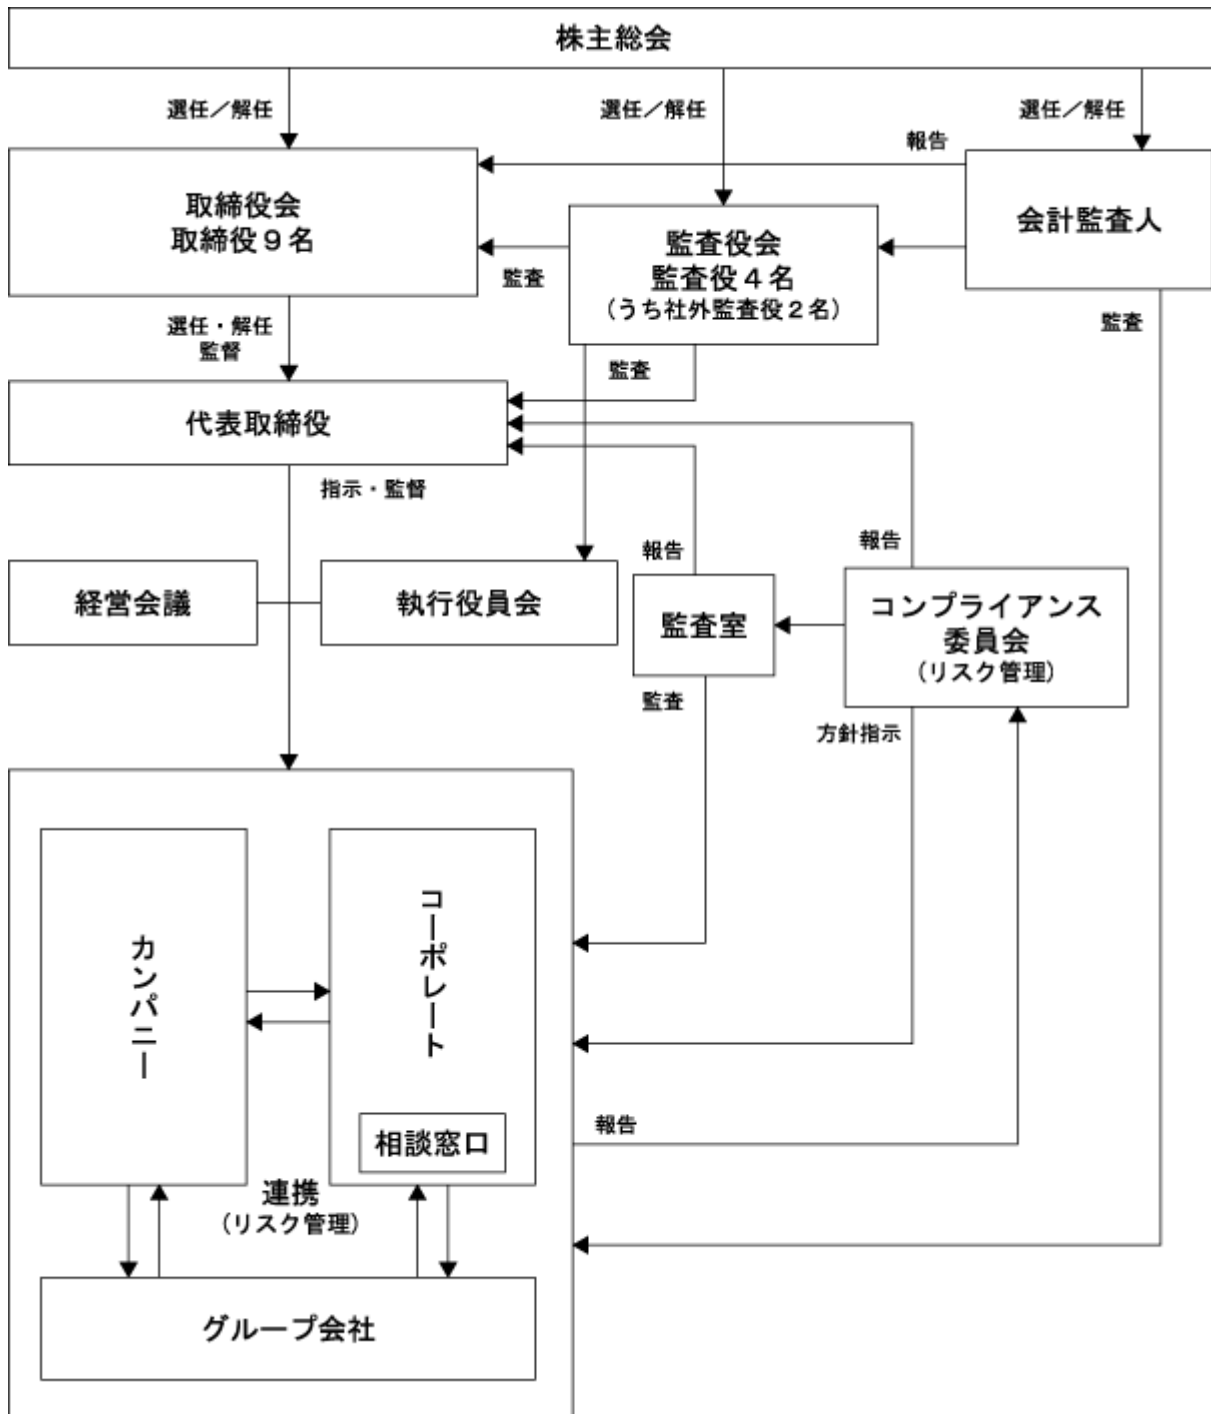 株主総会
選任／解任
選任／解任
選任／解任
報告
取締役会
取締役９名
会計監査人
監査役会
監査役４名
（うち社外監査役２名）
監査
監査
選任・解任
監督
監査
代表取締役
指示・監督
報告
報告
経営会議
執行役員会
監査室
コンプライアンス
委員会
（リスク管理）
監査
方針指示
カンパニー
コーポレート
相談窓口
報告
連携
（リスク管理）
グループ会社